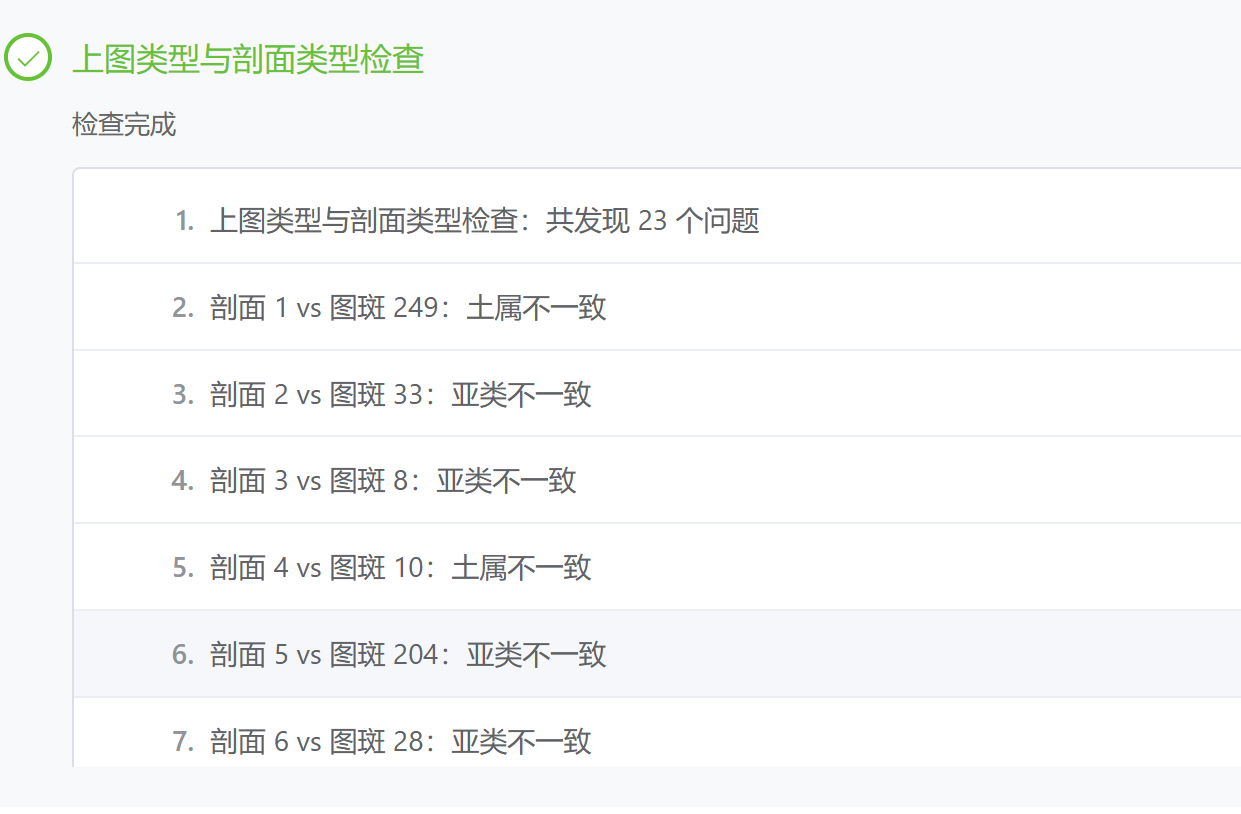 上图类型与剖面类型检查
检查完成
1. 上图类型与剖面类型检查：共发现 23 个问题
2. 剖面 1 vs 图斑 249：土属不一致
3. 剖面 2 vs 图斑 33：亚类不一致
4. 剖面 3 vs 图斑 8：亚类不一致
5. 剖面 4 vs 图斑 10：土属不一致
6. 剖面 5 vs 图斑 204：亚类不一致
7. 剖面 6 vs 图斑 28：亚类不一致